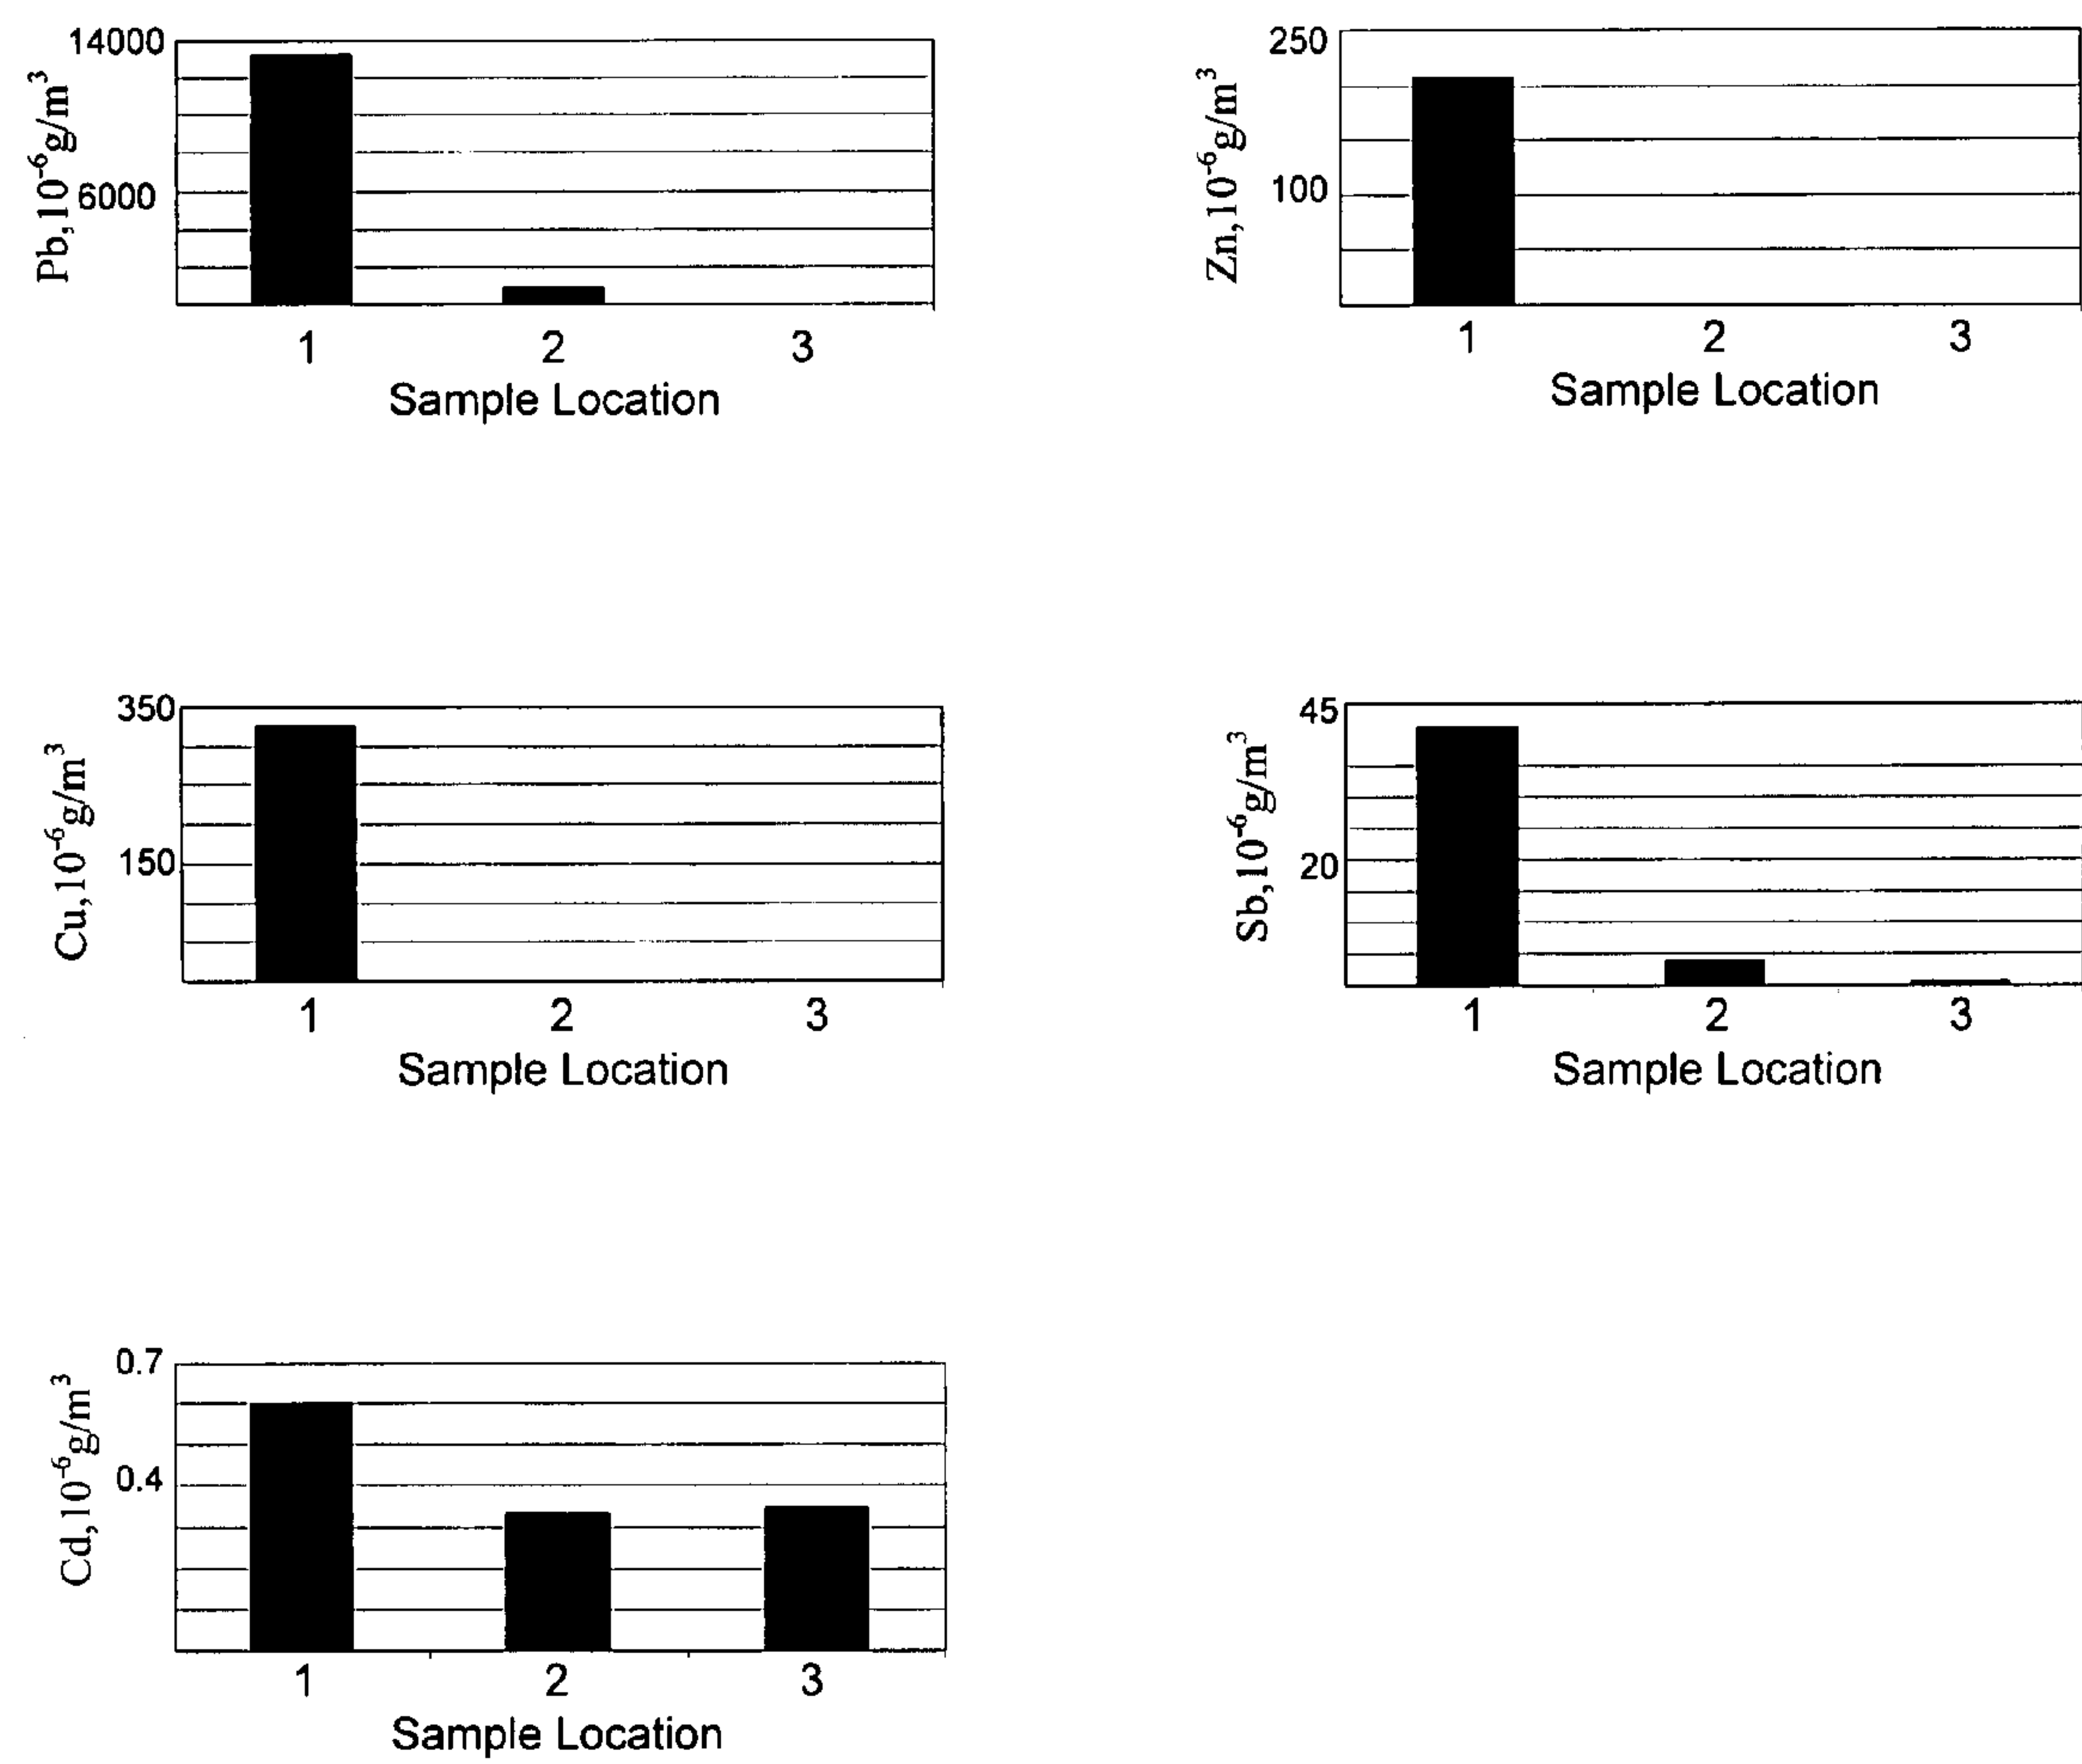 14000
6000
Pb,10⁻⁶g/m³
1 2 3
Sample Location
250
100
Zn,10⁻⁶g/m³
1 2 3
Sample Location
350
150
Cu,10⁻⁶g/m³
1 2 3
Sample Location
45
20
Sb,10⁻⁶g/m³
1 2 3
Sample Location
0.7
0.4
Cd,10⁻⁶g/m³
1 2 3
Sample Location